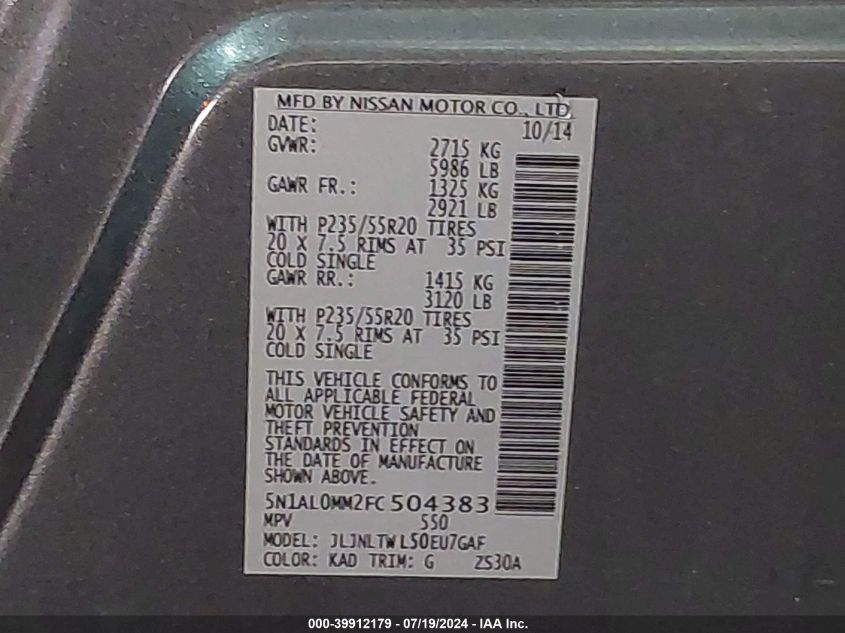 MFD BY NISSAN MOTOR CO., LTD.
DATE: 10/14
GVWR: 2715 KG
5986 LB
GAWR FR.: 1325 KG
2921 LB
WITH P235/55R20 TIRES
20 X 7.5 RIMS AT 35 PSI
COLD SINGLE
GAWR RR.: 1415 KG
3120 LB
WITH P235/55R20 TIRES
20 X 7.5 RIMS AT 35 PSI
COLD SINGLE
THIS VEHICLE CONFORMS TO
ALL APPLICABLE FEDERAL
MOTOR VEHICLE SAFETY AND
THEFT PREVENTION
STANDARDS IN EFFECT ON
THE DATE OF MANUFACTURE
SHOWN ABOVE.
5N1AL0MM2FC504383
MPV 550
MODEL: JLJNLTWL50EU7GAF
COLOR: KAD TRIM: G ZS30A
000-39912179 - 07/19/2024 - IAA Inc.